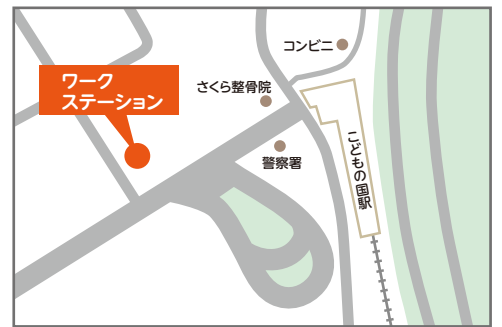 コンビニ
ワーク
ステーション
さくら整骨院
警察署
こどもの国駅